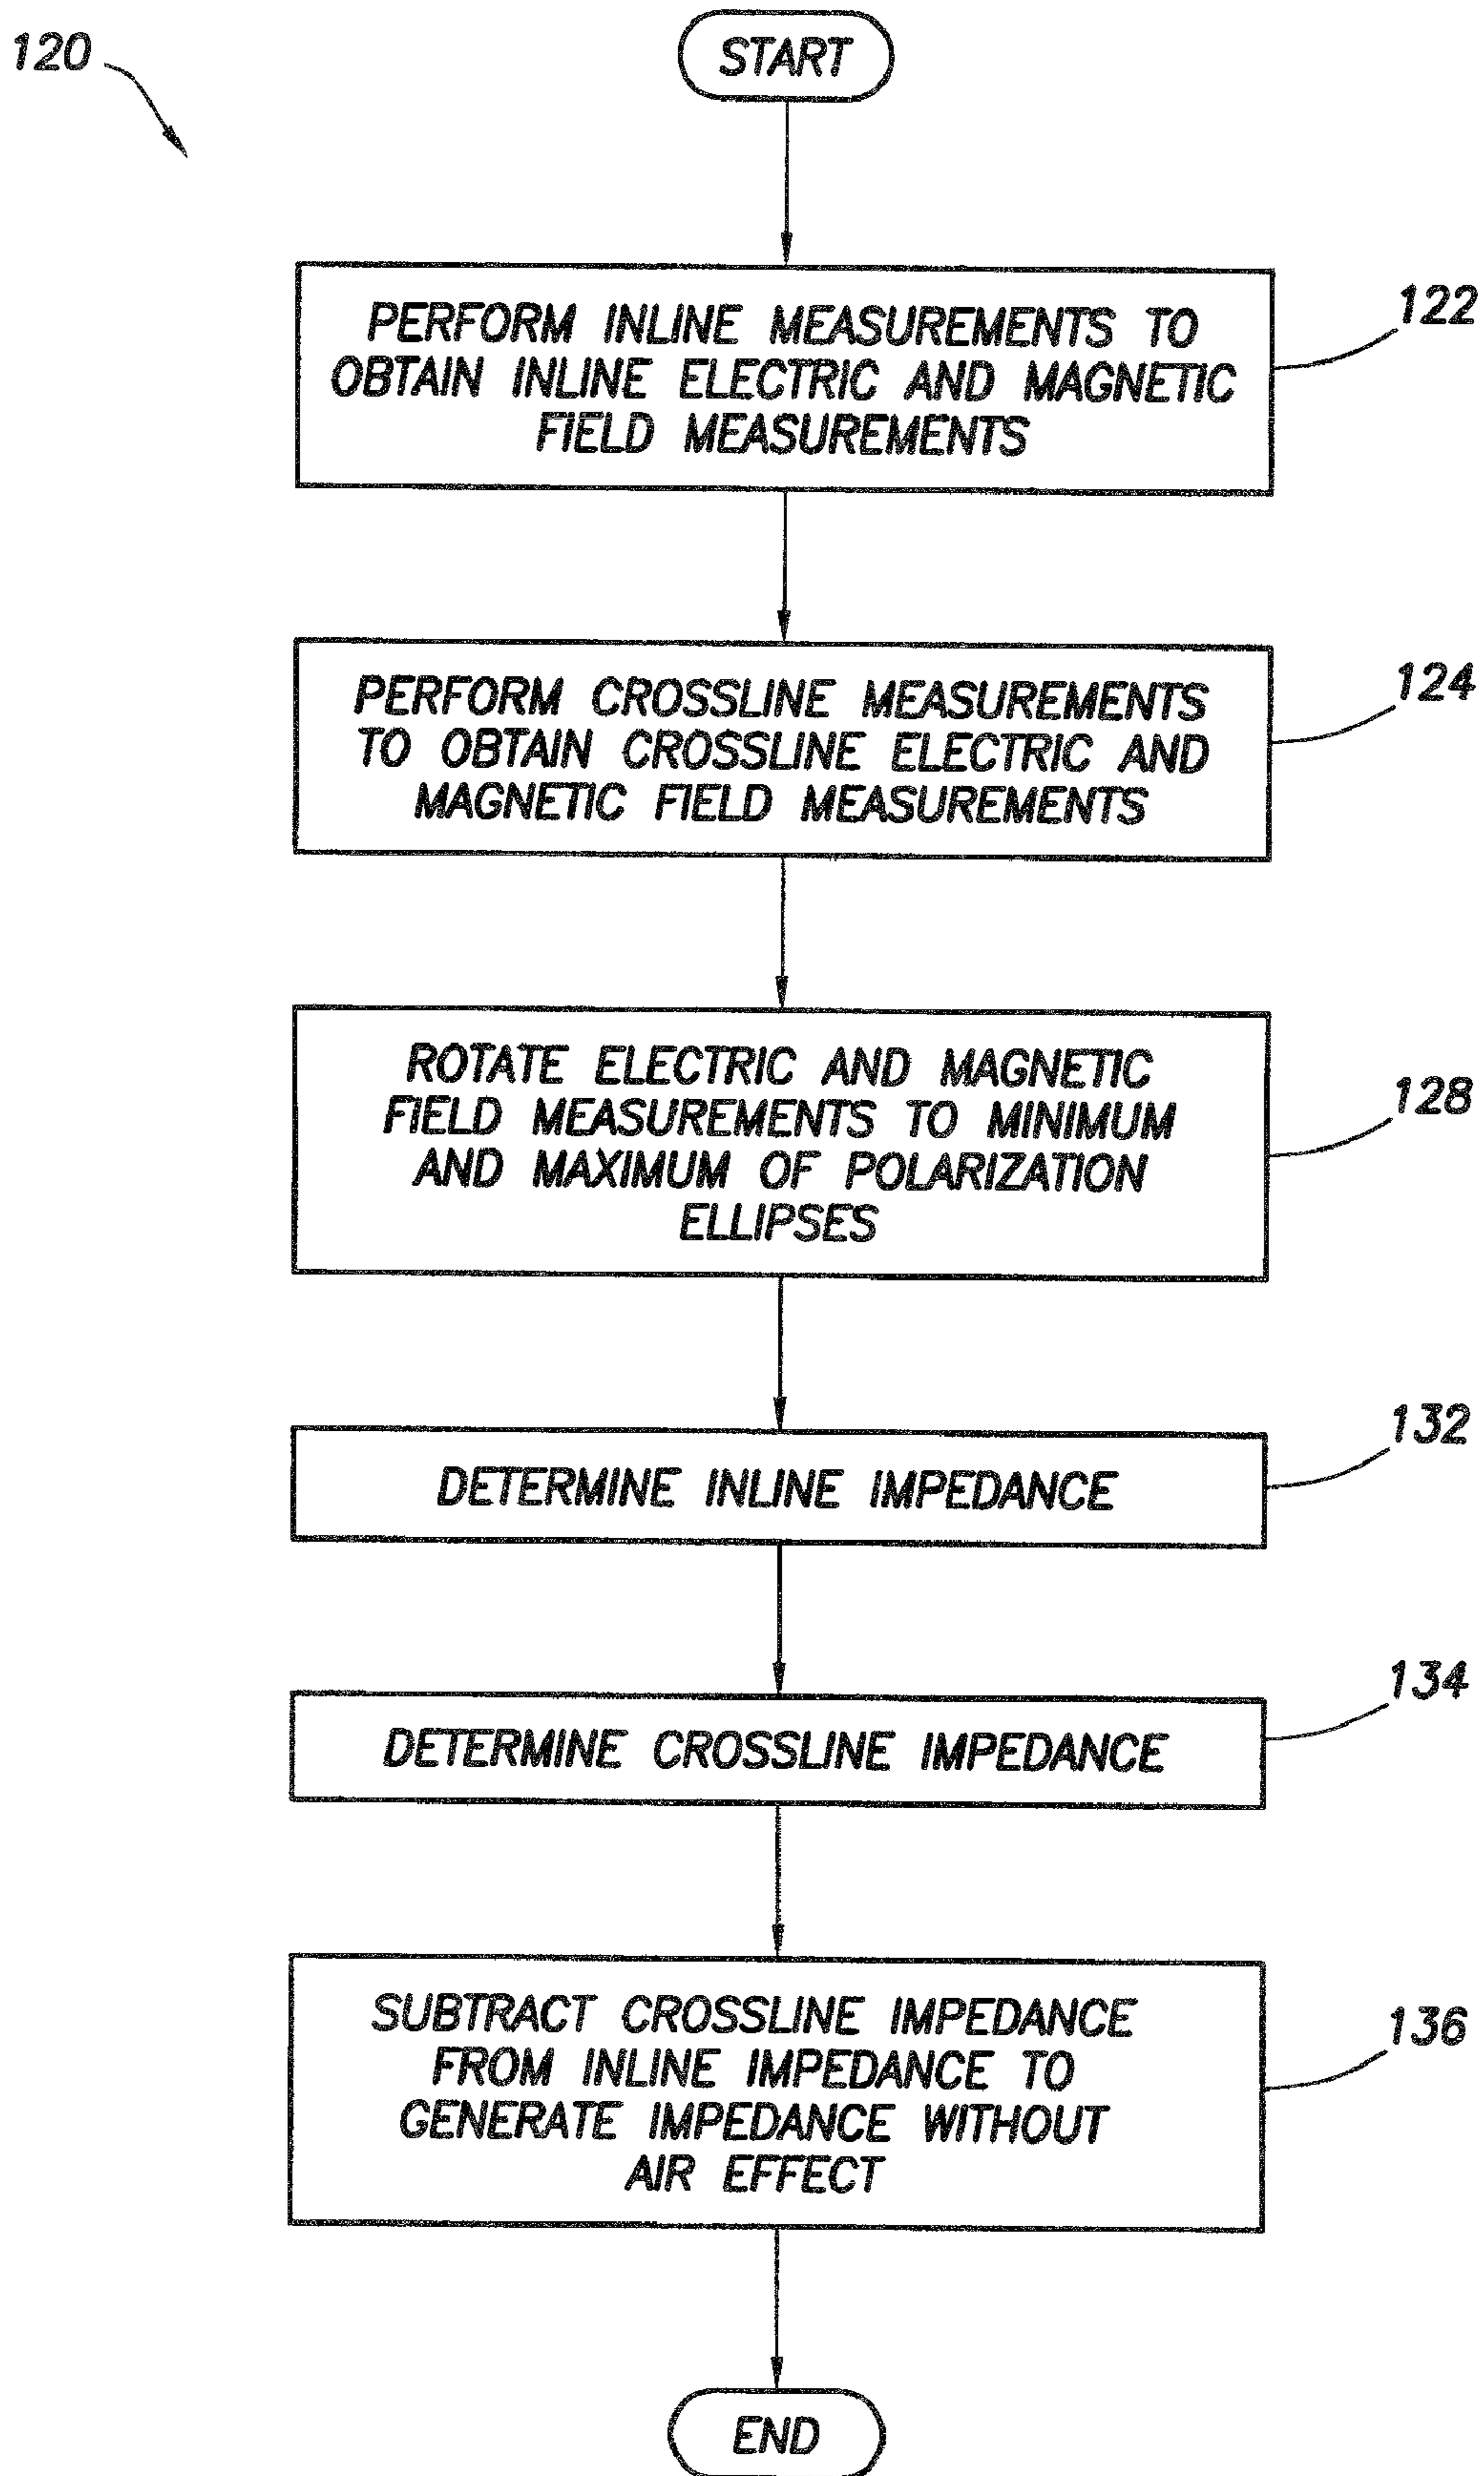 120
START
PERFORM INLINE MEASUREMENTS TO
OBTAIN INLINE ELECTRIC AND MAGNETIC
FIELD MEASUREMENTS
122
PERFORM CROSSLINE MEASUREMENTS
TO OBTAIN CROSSLINE ELECTRIC AND
MAGNETIC FIELD MEASUREMENTS
124
ROTATE ELECTRIC AND MAGNETIC
FIELD MEASUREMENTS TO MINIMUM
AND MAXIMUM OF POLARIZATION
ELLIPSES
128
DETERMINE INLINE IMPEDANCE
132
DETERMINE CROSSLINE IMPEDANCE
134
SUBTRACT CROSSLINE IMPEDANCE
FROM INLINE IMPEDANCE TO
GENERATE IMPEDANCE WITHOUT
AIR EFFECT
136
END